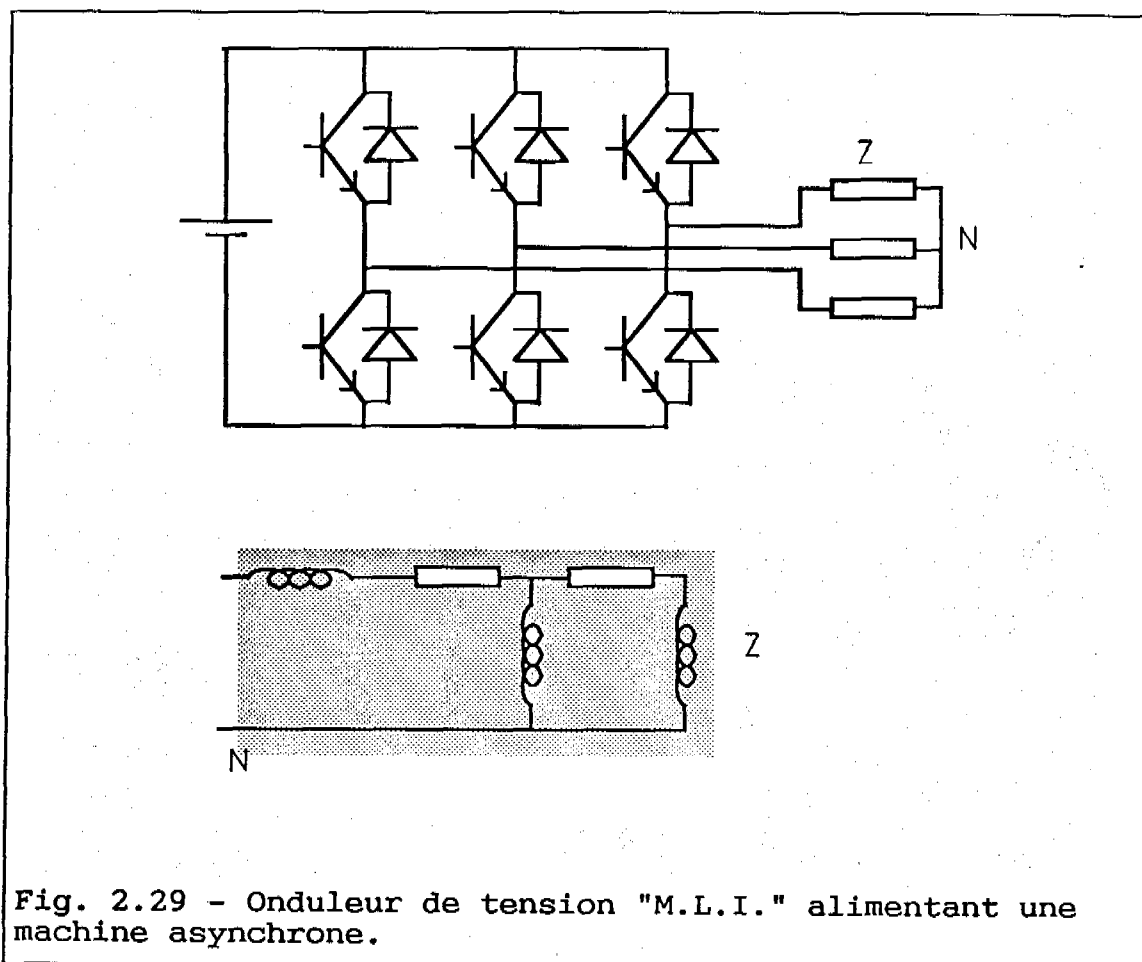 Z
N
Z
N
Fig. 2.29 - Onduleur de tension "M.L.I." alimentant une
machine asynchrone.